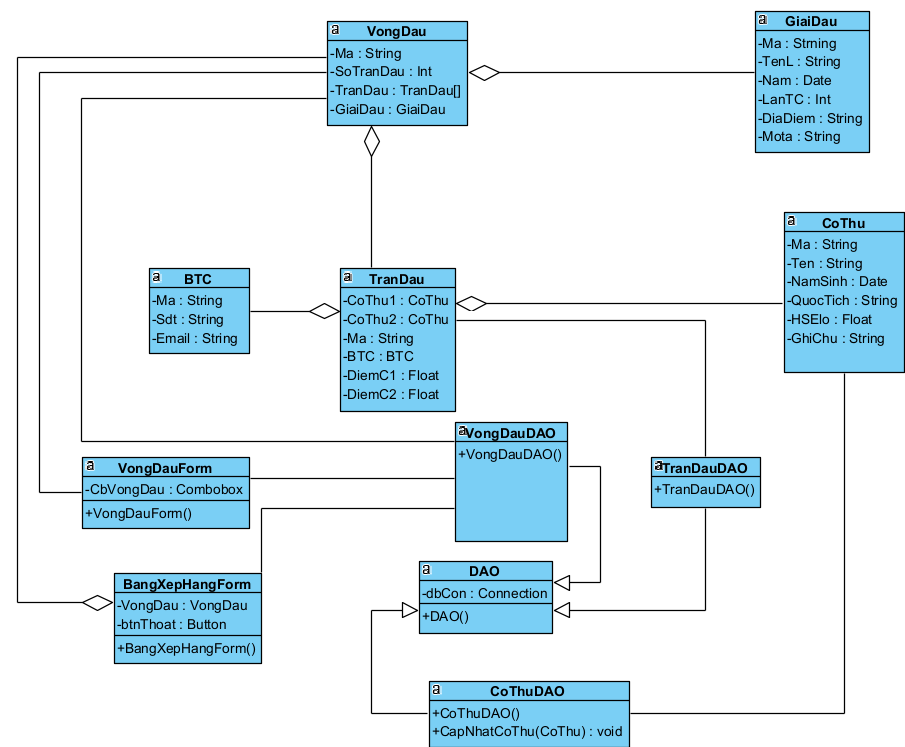 a
VongDau
-Ma : String
-SoTranDau : Int
-TranDau : TranDau[]
-GiaiDau : GiaiDau
a
GiaiDau
-Ma : Strning
-TenL : String
-Nam : Date
-LanTC : Int
-DiaDiem : String
-Mota : String
a
CoThu
-Ma : String
-Ten : String
-NamSinh : Date
-QuocTich : String
-HSElo : Float
-GhiChu : String
a
BTC
-Ma : String
-Sdt : String
-Email : String
a
TranDau
-CoThu1 : CoThu
-CoThu2 : CoThu
-Ma : String
-BTC : BTC
-DiemC1 : Float
-DiemC2 : Float
a
VongDauDAO
+VongDauDAO()
a
VongDauForm
-CbVongDau : Combobox
+VongDauForm()
a
TranDauDAO
+TranDauDAO()
a
DAO
-dbCon : Connection
+DAO()
BangXepHangForm
-VongDau : VongDau
-btnThoat : Button
+BangXepHangForm()
a
CoThuDAO
+CoThuDAO()
+CapNhatCoThu(CoThu) : void